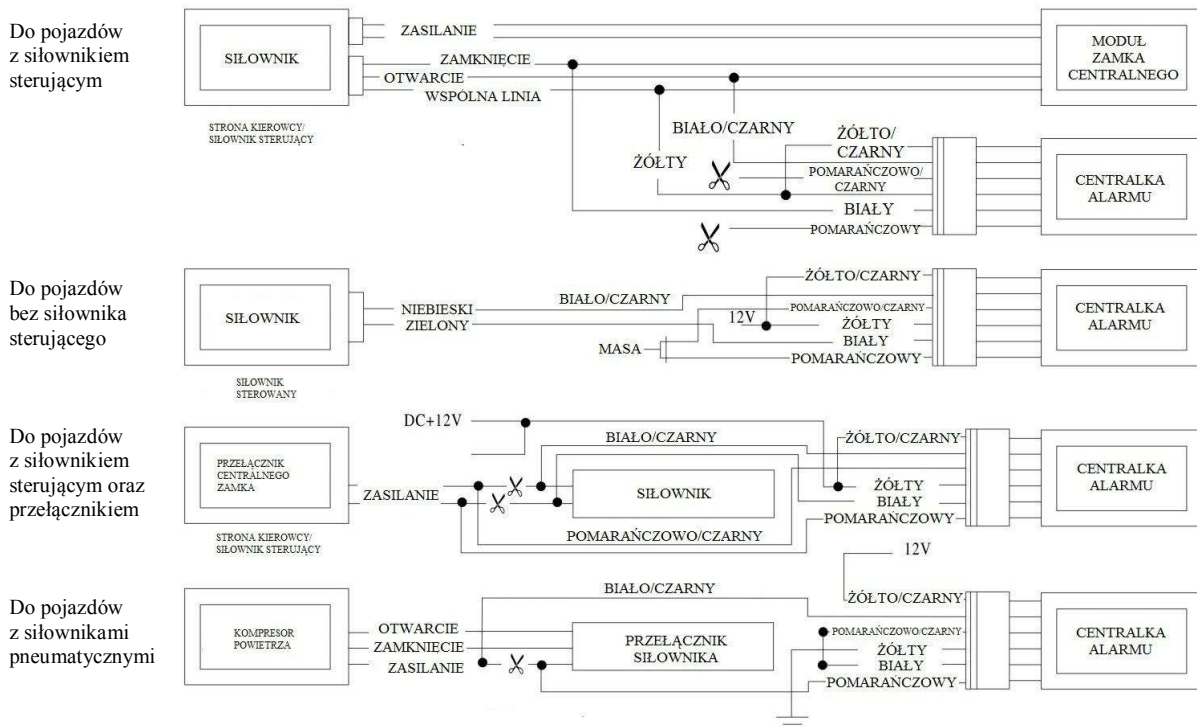 Do pojazdów
z siłownikiem
sterującym
SIŁOWNIK
STRONA KIEROWCY/
SIŁOWNIK STERUJĄCY
ZASILANIE
ZAMKNIĘCIE
OTWARCIE
WSPÓLNA LINIA
BIAŁO/CZARNY
ŻÓŁTY
ŻÓŁTO/
CZARNY
POMARAŃCZOWO/
CZARNY
BIAŁY
POMARAŃCZOWY
MODUŁ
ZAMKA
CENTRALNEGO
CENTRALKA
ALARMU
Do pojazdów
bez siłownika
sterującego
SIŁOWNIK
SIŁOWNIK
STEROWANY
NIEBIESKI
ZIELONY
BIAŁO/CZARNY
MASA
12V
ŻÓŁTO/CZARNY
POMARAŃCZOWO/CZARNY
ŻÓŁTY
BIAŁY
POMARAŃCZOWY
CENTRALKA
ALARMU
Do pojazdów
z siłownikiem
sterującym oraz
przełącznikiem
PRZEŁĄCZNIK
CENTRALNEGO
ZAMKA
STRONA KIEROWCY/
SIŁOWNIK STERUJĄCY
DC+12V
ZASILANIE
BIAŁO/CZARNY
SIŁOWNIK
POMARAŃCZOWO/CZARNY
ŻÓŁTO/CZARNY
ŻÓŁTY
BIAŁY
POMARAŃCZOWY
CENTRALKA
ALARMU
Do pojazdów
z siłownikami
pneumatycznymi
KOMPRESOR
POWIETRZA
OTWARCIE
ZAMKNIECIE
ZASILANIE
BIAŁO/CZARNY
PRZEŁĄCZNIK
SIŁOWNIKA
12V
ŻÓŁTO/CZARNY
POMARAŃCZOWO/CZARNY
ŻÓŁTY
BIAŁY
POMARAŃCZOWY
CENTRALKA
ALARMU